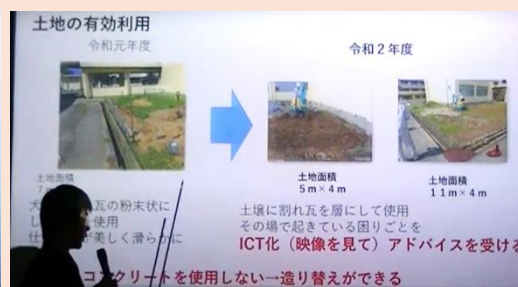 土地の有効利用
令和元年度
令和2年度
土地面積
土地面積
5m×4m
土地面積
11m×4m
瓦の粉末状に
使用
が美しく滑らかに
土壌に割れ瓦を層にして使用
その場で起きている困りごとを
ICT化（映像を見て）アドバイスを受ける
コンクリートを使用しない→造り替えができる